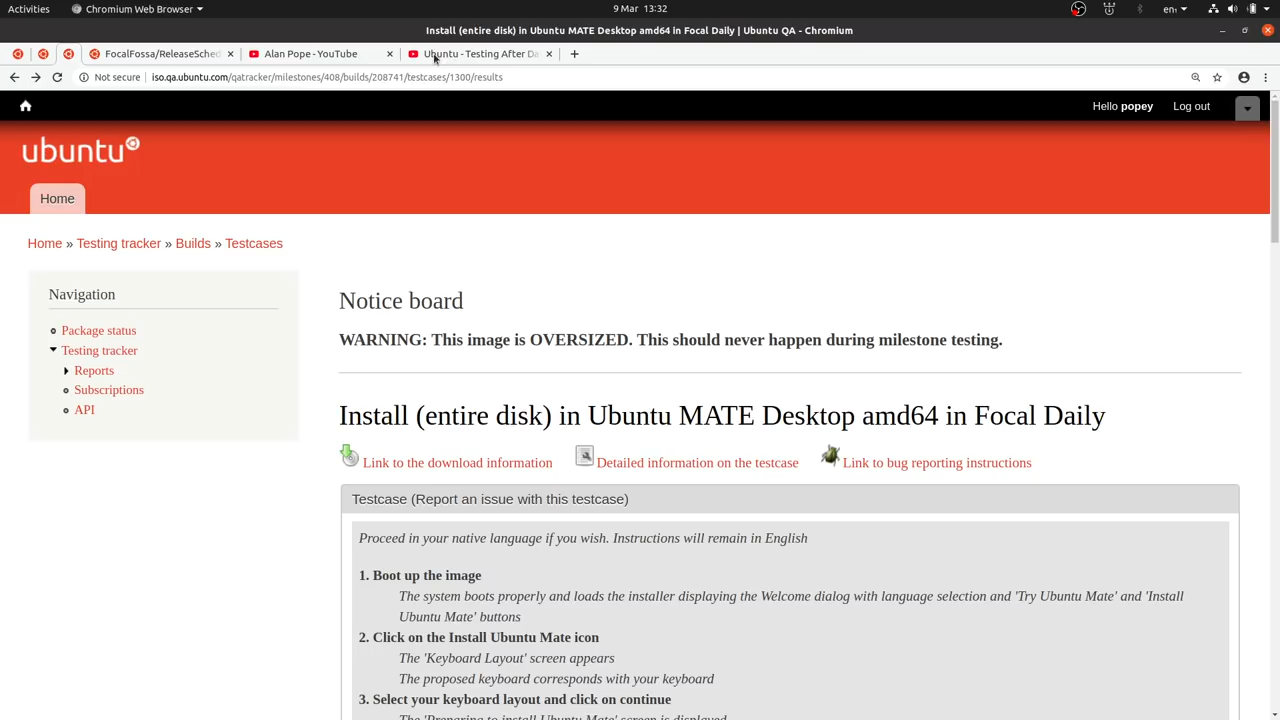 Activities
Chromium Web Browser
9 Mar 13:32
en
Install (entire disk) in Ubuntu MATE Desktop amd64 in Focal Daily | Ubuntu QA - Chromium
FocalFossa/ReleaseSched
Alan Pope - YouTube
Ubuntu - Testing After Da
Not secure
iso.qa.ubuntu.com/qatracker/milestones/408/builds/208741/testcases/1300/results
Hello popey
Log out
ubuntu
Home
Home » Testing tracker » Builds » Testcases
Navigation
Package status
Testing tracker
Reports
Subscriptions
API
Notice board
WARNING: This image is OVERSIZED. This should never happen during milestone testing.
Install (entire disk) in Ubuntu MATE Desktop amd64 in Focal Daily
Link to the download information
Detailed information on the testcase
Link to bug reporting instructions
Testcase (Report an issue with this testcase)
Proceed in your native language if you wish. Instructions will remain in English
1. Boot up the image
The system boots properly and loads the installer displaying the Welcome dialog with language selection and 'Try Ubuntu Mate' and 'Install
Ubuntu Mate' buttons
2. Click on the Install Ubuntu Mate icon
The 'Keyboard Layout' screen appears
The proposed keyboard corresponds with your keyboard
3. Select your keyboard layout and click on continue
The 'Preparing to install Ubuntu Mate' screen is displayed